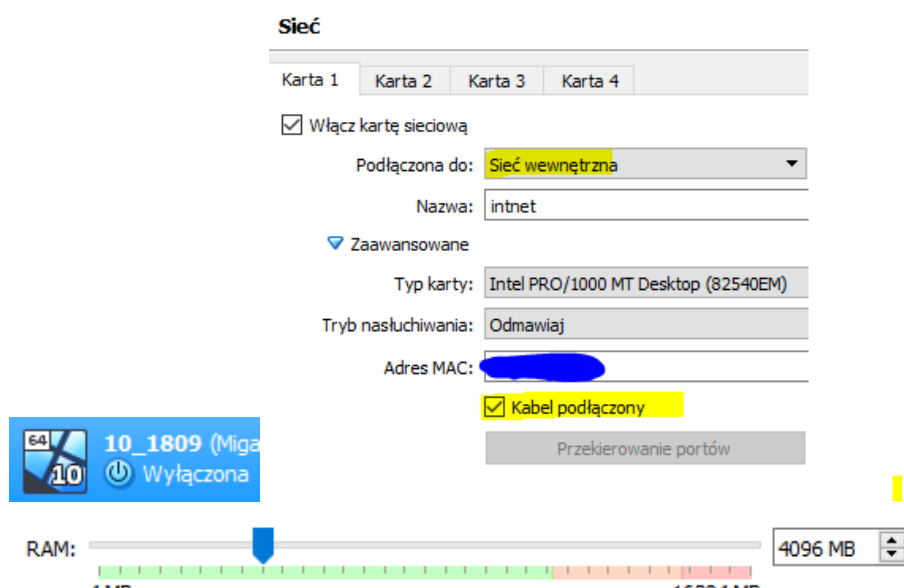 Sieć
Karta 1 Karta 2 Karta 3 Karta 4
Włącz kartę sieciową
Podłączona do: Sieć wewnętrzna
Nazwa: intnet
Zaawansowane
Typ karty: Intel PRO/1000 MT Desktop (82540EM)
Tryb nasłuchiwania: Odmawiaj
Adres MAC:
Kabel podłączony
Przekierowanie portów
64
10
10_1809 (Miga
Wyłączona
RAM: 4096 MB